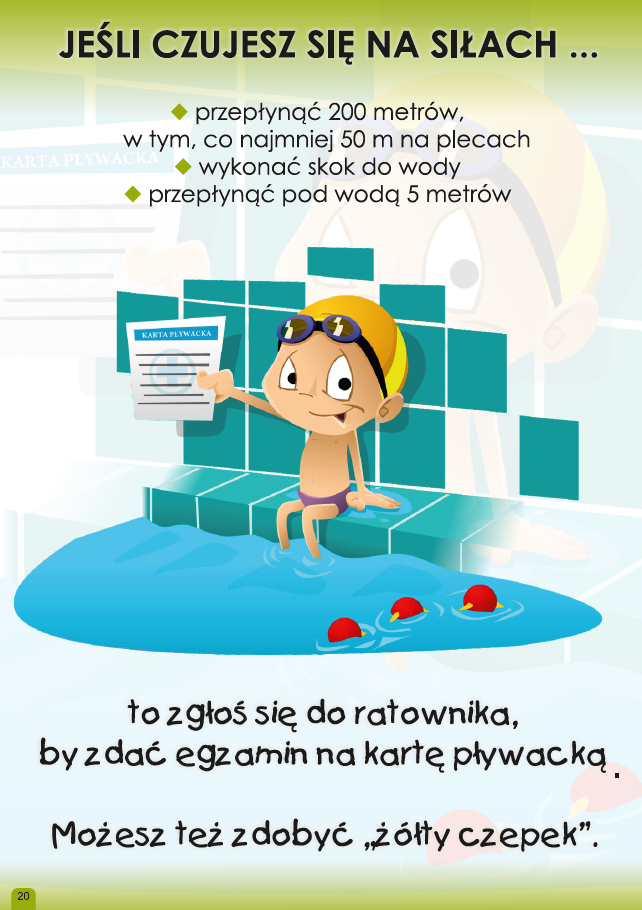 JEŚLI CZUJESZ SIĘ NA SIŁACH ...
◆ przepłynąć 200 metrów,
w tym, co najmniej 50 m na plecach
◆ wykonać skok do wody
◆ przepłynąć pod wodą 5 metrów
KARTA PŁYWACKA
KARTA PŁYWACKA
to zgłoś się do ratownika,
by zdać egzamin na kartę pływacką.
Możesz też zdobyć „żółty czepek”.
20